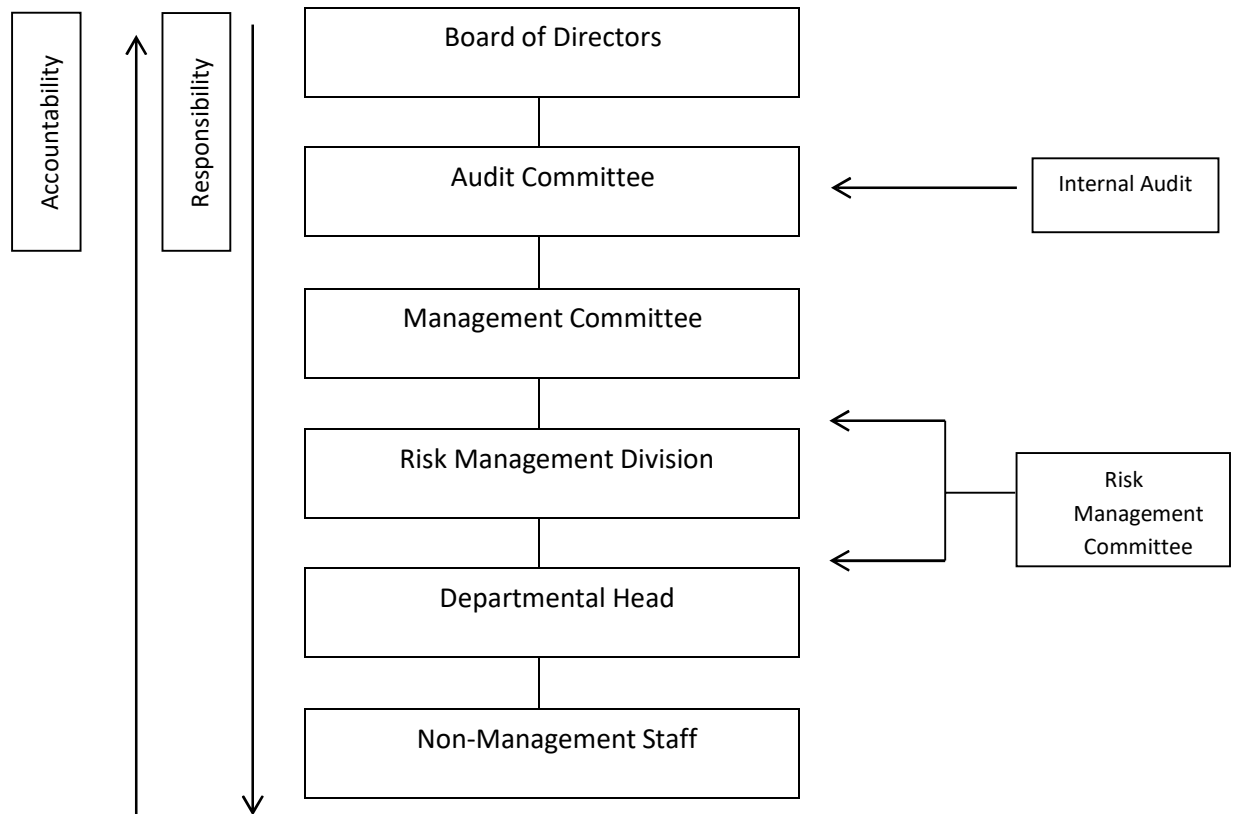 Accountability
Responsibility
Board of Directors
Audit Committee
Internal Audit
Management Committee
Risk Management Division
Risk
Management
Committee
Departmental Head
Non-Management Staff